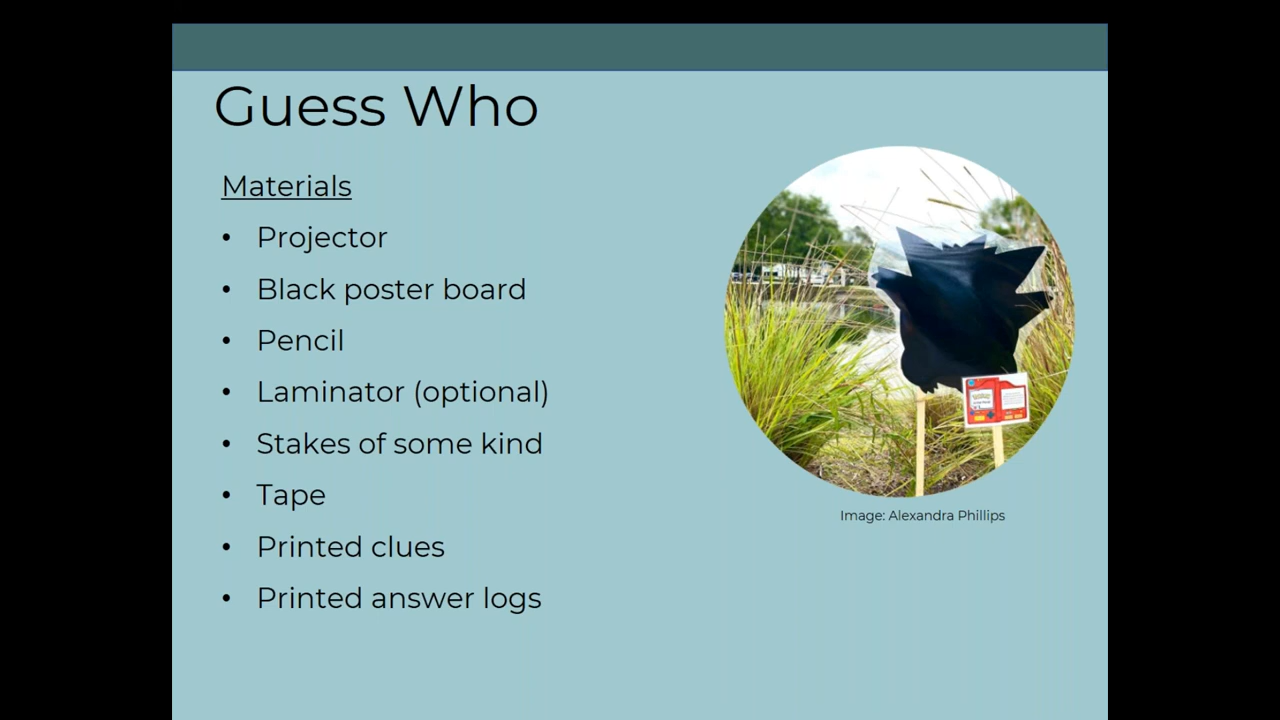 Guess Who
Materials
• Projector
• Black poster board
• Pencil
• Laminator (optional)
• Stakes of some kind
• Tape
• Printed clues
• Printed answer logs
Image: Alexandra Phillips